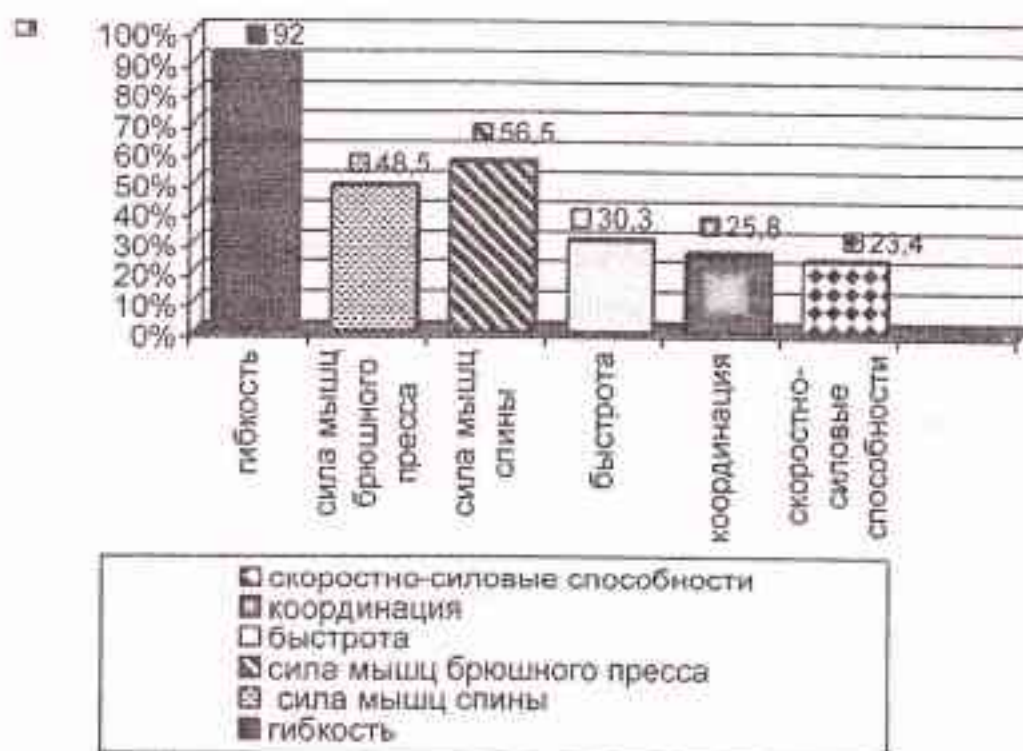 100%
90%
80%
70%
60%
50%
40%
30%
20%
10%
0%
92
48,5
56,5
30,3
25,8
23,4
гибкость
сила мышц
брюшного
пресса
сила мышц
спины
быстрота
координация
скоростно-
силовые
способности
скоростно-силовые способности
координация
быстрота
сила мышц брюшного пресса
сила мышц спины
гибкость